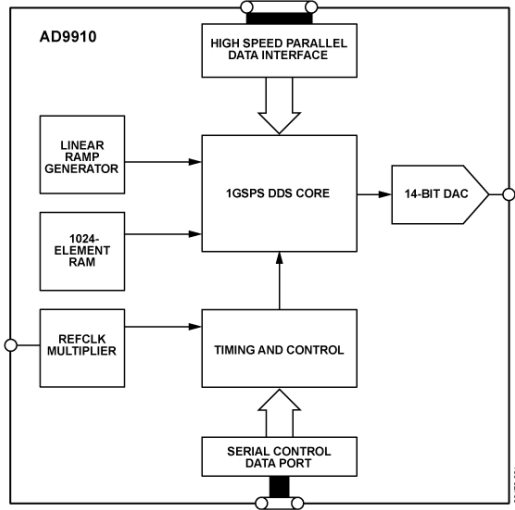 AD9910
HIGH SPEED PARALLEL
DATA INTERFACE
LINEAR
RAMP
GENERATOR
1GSPS DDS CORE
14-BIT DAC
1024-
ELEMENT
RAM
REFCLK
MULTIPLIER
TIMING AND CONTROL
SERIAL CONTROL
DATA PORT